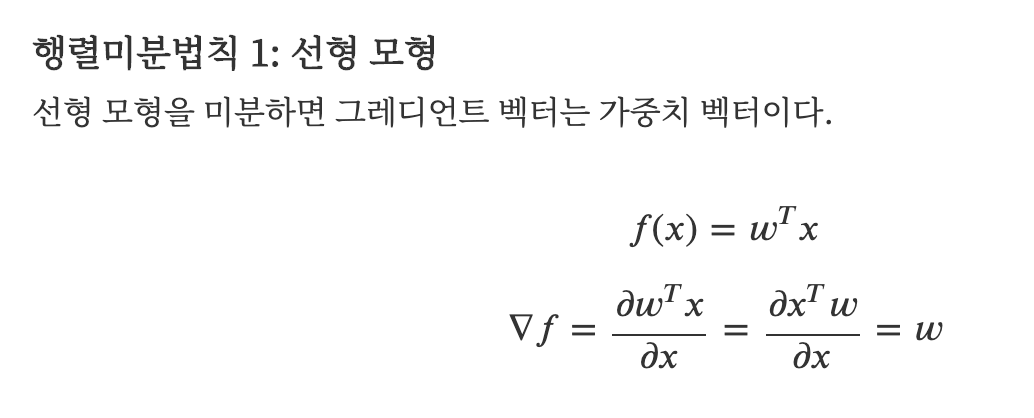 행렬미분법칙 1: 선형 모형
선형 모형을 미분하면 그레디언트 벡터는 가중치 벡터이다.
f(x) = w^T x
∇f = ∂w^T x / ∂x = ∂x^T w / ∂x = w